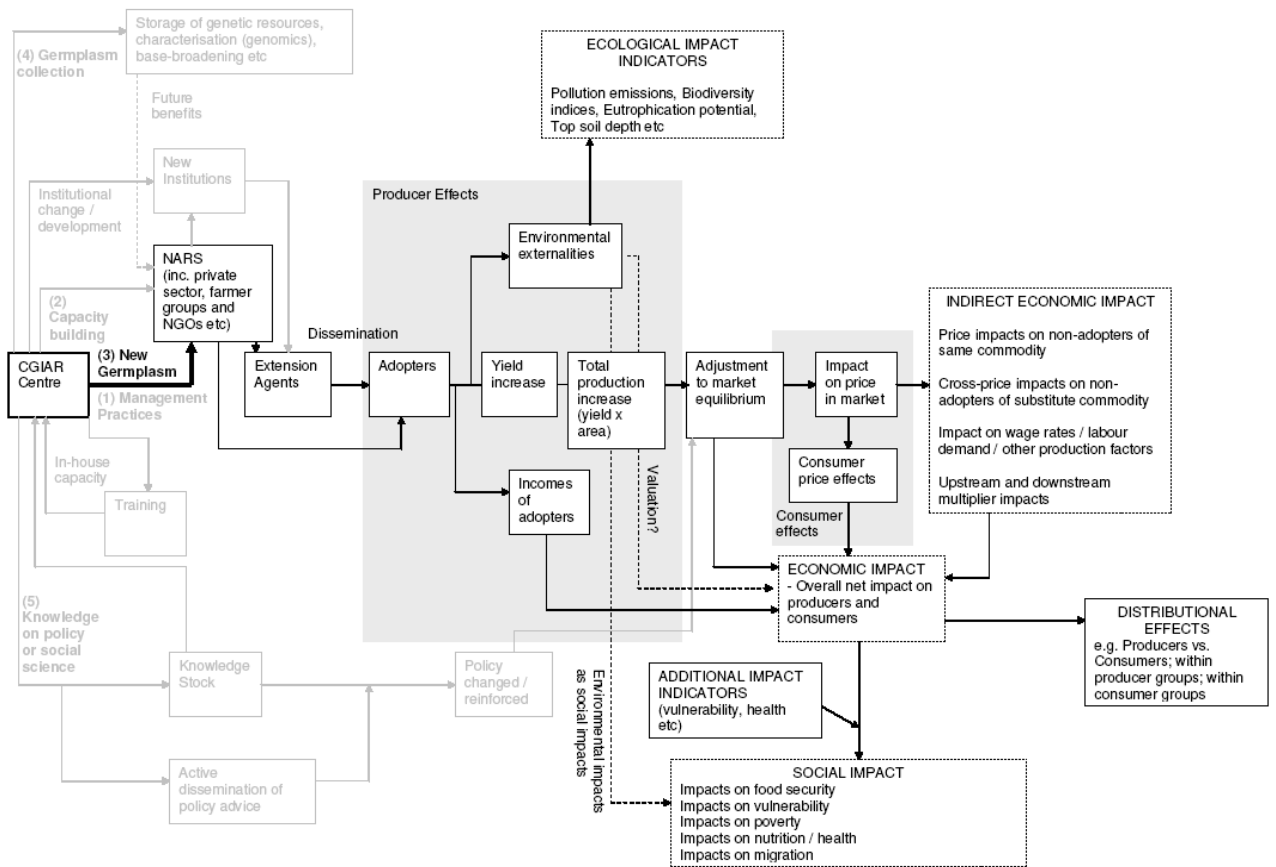 Storage of genetic resources,
characterisation (genomics),
base-broadening etc
(4) Germplasm
collection
Future
benefits
ECOLOGICAL IMPACT
INDICATORS
Pollution emissions, Biodiversity
indices, Eutrophication potential,
Top soil depth etc
New
Institutions
Institutional
change /
development
Producer Effects
NARS
(inc. private
sector, farmer
groups and
NGOs etc)
Environmental
externalities
(2)
Capacity
building
Dissemination
INDIRECT ECONOMIC IMPACT
Price impacts on non-adopters of
same commodity
Cross-price impacts on non-
adopters of substitute commodity
Impact on wage rates / labour
demand / other production factors
Upstream and downstream
multiplier impacts
CGIAR
Centre
(3) New
Germplasm
(1) Management
Practices
Extension
Agents
Adopters
Yield
increase
Total
production
increase
(yield x
area)
Adjustment
to market
equilibrium
Impact
on price
in market
In-house
capacity
Training
Incomes
of
adopters
Valuation?
Consumer
price effects
Consumer
effects
ECONOMIC IMPACT
- Overall net impact on
producers and
consumers
DISTRIBUTIONAL
EFFECTS
e.g. Producers vs.
Consumers; within
producer groups; within
consumer groups
(5)
Knowledge
on policy
or social
science
Knowledge
Stock
Policy
changed /
reinforced
Environmental impacts
as social impacts
ADDITIONAL IMPACT
INDICATORS
(vulnerability, health
etc)
Active
dissemination of
policy advice
SOCIAL IMPACT
Impacts on food security
Impacts on vulnerability
Impacts on poverty
Impacts on nutrition / health
Impacts on migration